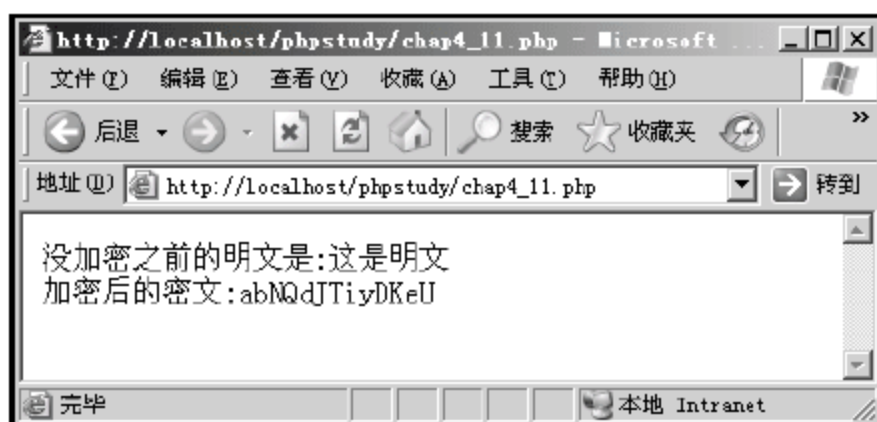 http://localhost/phpstudy/chap4_11.php - Microsoft ...
文件(F) 编辑(E) 查看(V) 收藏(A) 工具(T) 帮助(H)
后退 搜索 收藏夹 »
地址(D) http://localhost/phpstudy/chap4_11.php 转到
没加密之前的明文是:这是明文
加密后的密文:abNQdJTiyDKeU
完毕 本地 Intranet